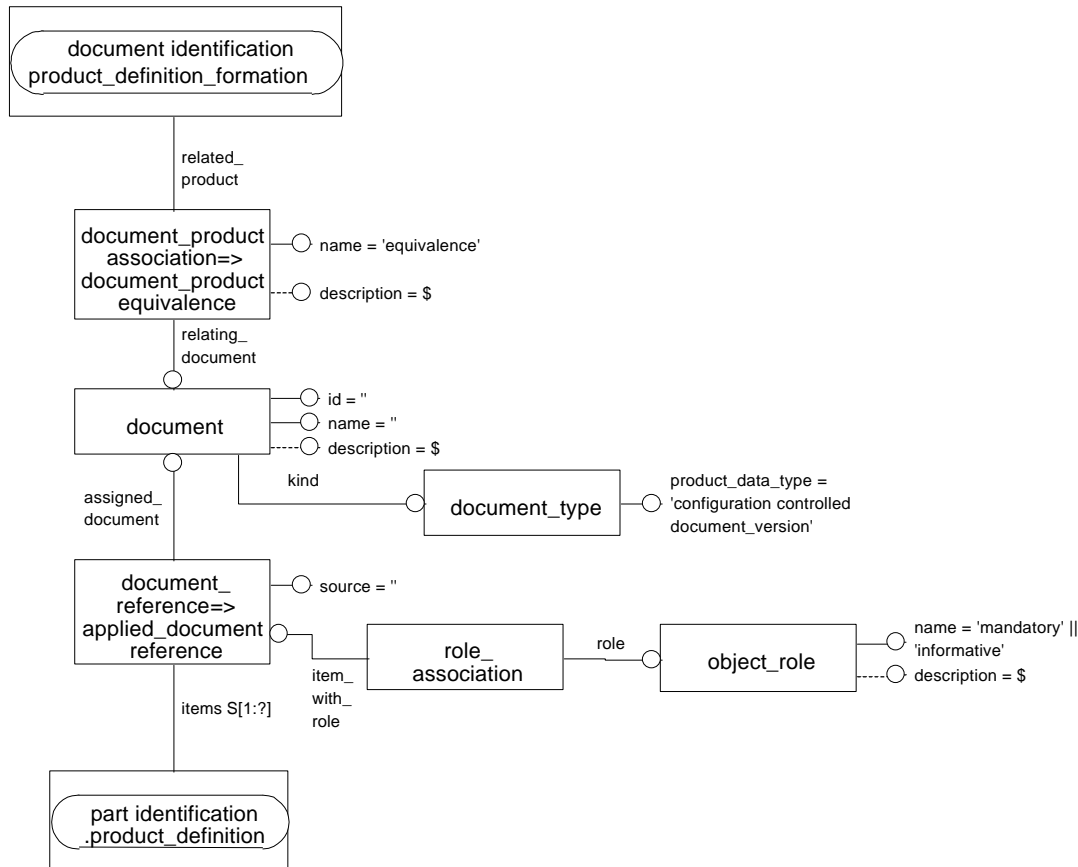 document identification
product_definition_formation
related_
product
document_product
association=>
document_product
equivalence
name = 'equivalence'
description = $
relating_
document
document
id = ''
name = ''
description = $
kind
document_type
product_data_type =
'configuration controlled
document_version'
assigned_
document
document_
reference=>
applied_document
reference
source = ''
item_
with_
role
role_
association
role
object_role
name = 'mandatory' ||
'informative'
description = $
items S[1:?]
part identification
.product_definition